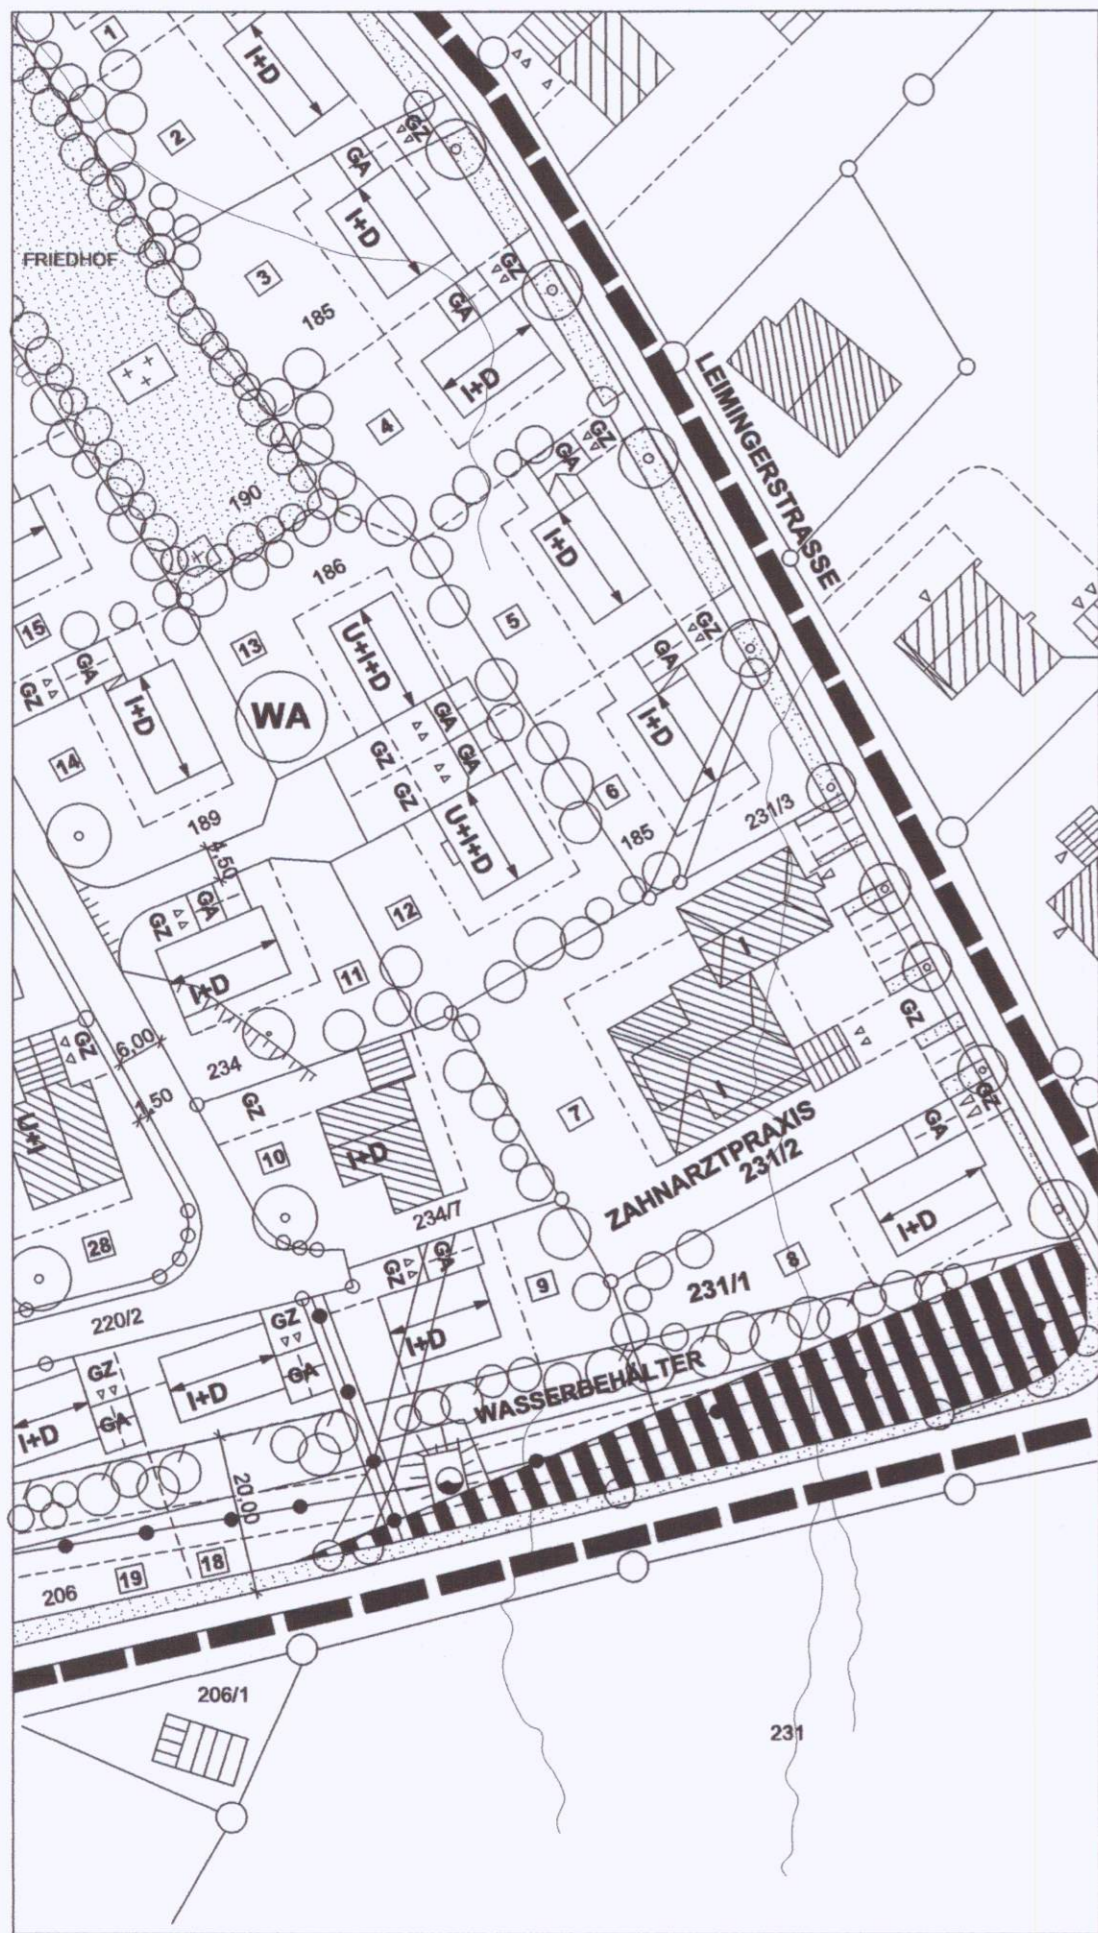 1
I+D
2
GZ
GA
I+D
FRIEDHOF
3
GZ
185
GA
I+D
LEIMINGERSTRASSE
4
GZ
GA
190
I+D
186
15
13
5
GZ
U+I+D
GA
GA
GZ
I+D
WA
GA
I+D
14
GZ
GA
GZ
6
189
U+I+D
185
231/3
4,50
GA
12
GZ
I+D
11
I
GZ
GZ
6,00
234
I
1,50
GZ
7
GZ
U+I
I+D
GA
10
ZAHNARZTPRAXIS
231/2
234/7
I+D
28
GA
GZ
9
8
231/1
220/2
GZ
I+D
GZ
GA
I+D
GA
I+D
WASSERBEHÄLTER
20,00
18
19
206
206/1
231